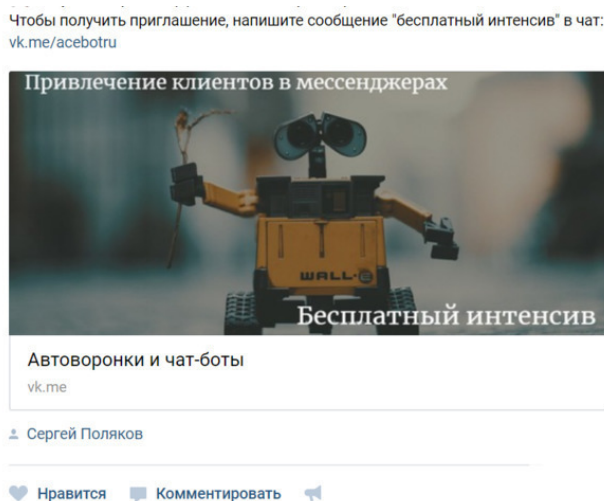 Чтобы получить приглашение, напишите сообщение "бесплатный интенсив" в чат:
vk.me/acebotru
Привлечение клиентов в мессенджерах
WALL·E
Бесплатный интенсив
Автоворонки и чат-боты
vk.me
Сергей Поляков
Нравится Комментировать